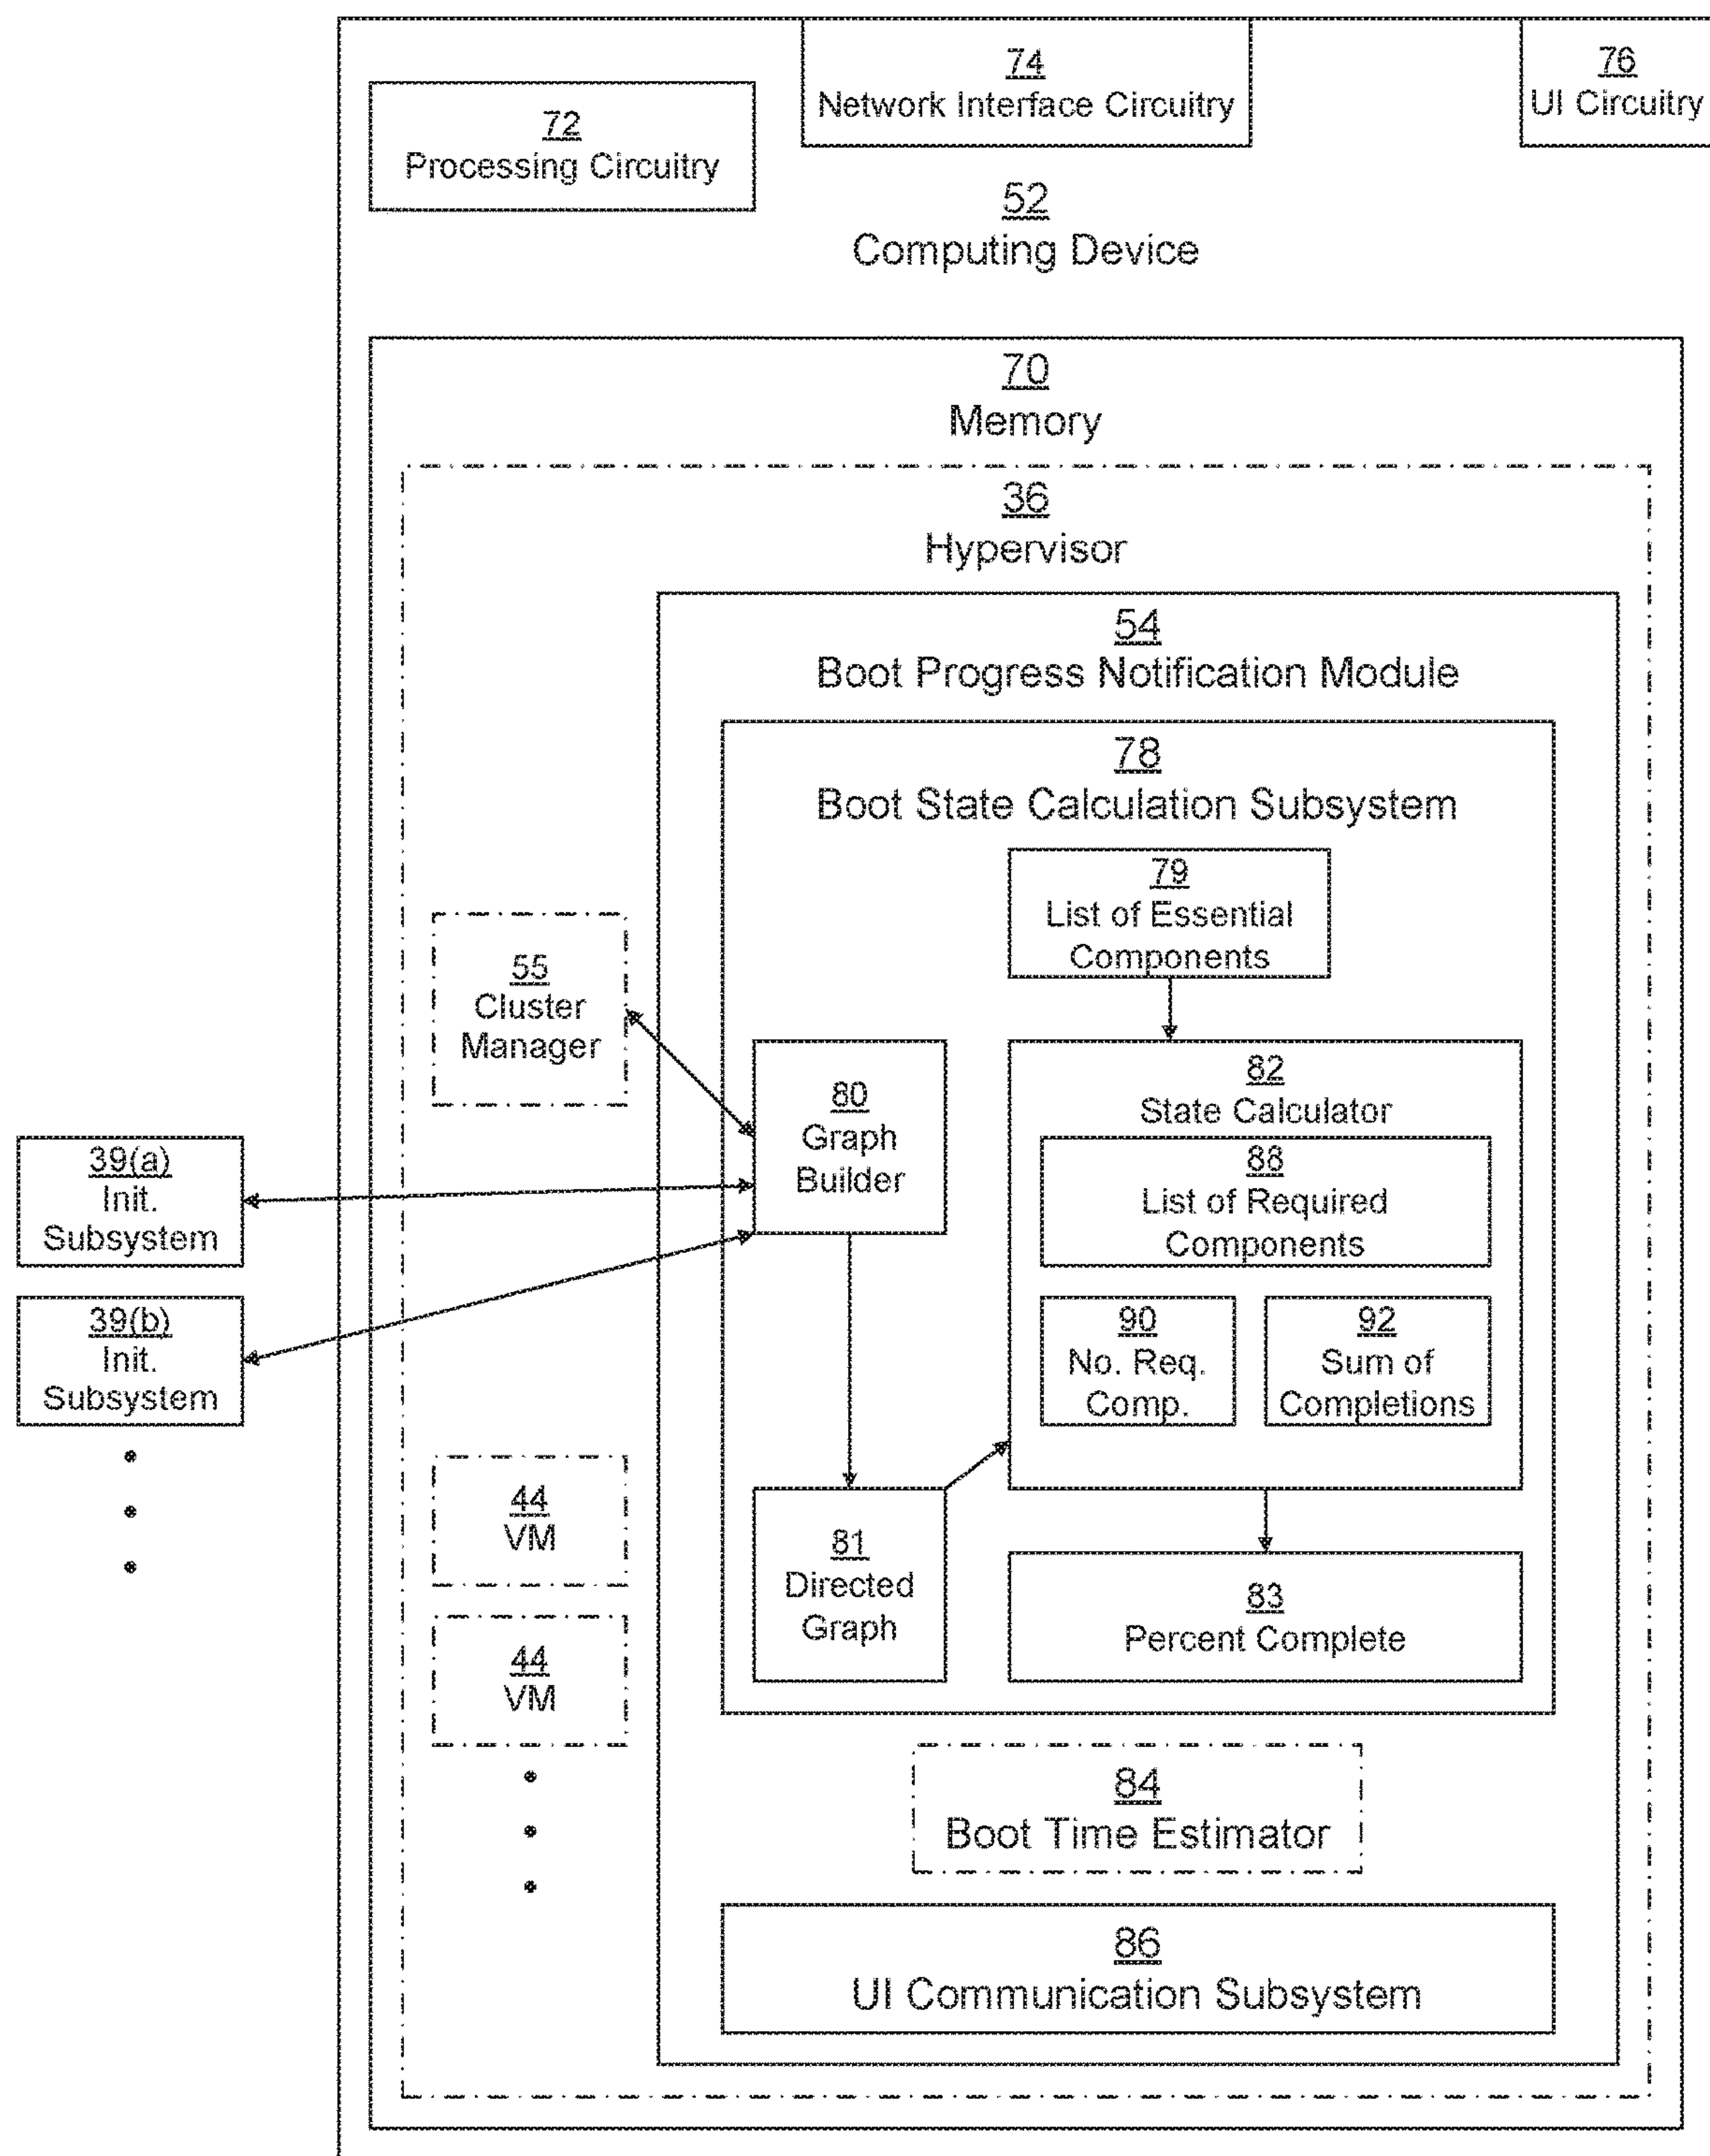 74
Network Interface Circuitry
76
UI Circuitry
72
Processing Circuitry
52
Computing Device
70
Memory
36
Hypervisor
54
Boot Progress Notification Module
78
Boot State Calculation Subsystem
79
List of Essential
Components
55
Cluster
Manager
80
Graph
Builder
82
State Calculator
88
List of Required
Components
39(a)
Init.
Subsystem
39(b)
Init.
Subsystem
90
No. Req.
Comp.
92
Sum of
Completions
44
VM
81
Directed
Graph
83
Percent Complete
44
VM
84
Boot Time Estimator
86
UI Communication Subsystem